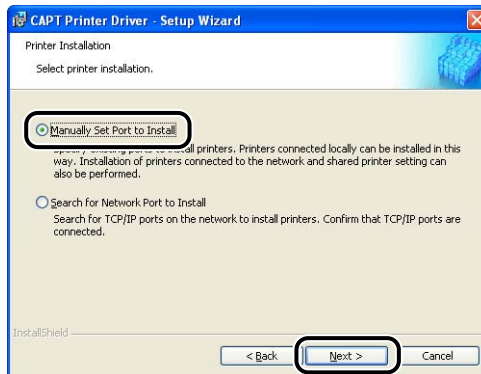 CAPT Printer Driver - Setup Wizard
Printer Installation
Select printer installation.
Manually Set Port to Install
install printers. Printers connected locally can be installed in this
way. Installation of printers connected to the network and shared printer setting can
also be performed.
Search for Network Port to Install
Search for TCP/IP ports on the network to install printers. Confirm that TCP/IP ports are
connected.
InstallShield
< Back
Next >
Cancel